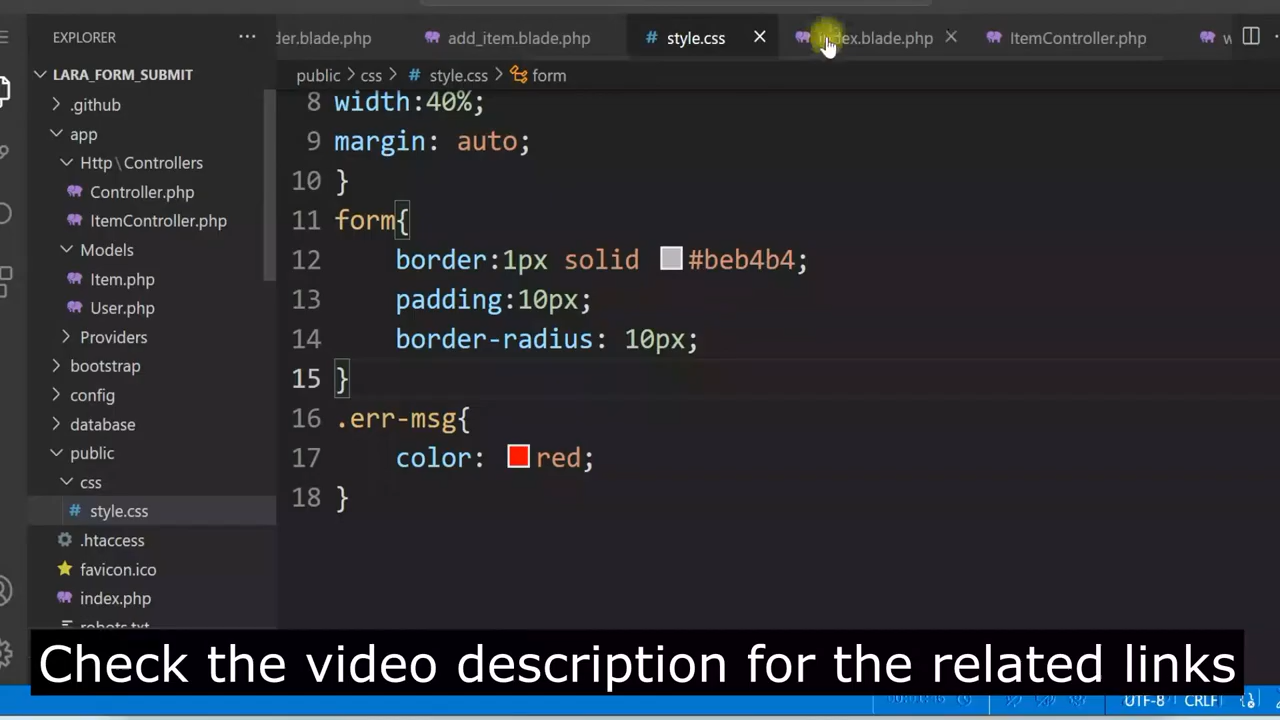 EXPLORER
LARA_FORM_SUBMIT
.github
app
Http\Controllers
Controller.php
ItemController.php
Models
Item.php
User.php
Providers
bootstrap
config
database
public
css
style.css
.htaccess
favicon.ico
index.php
robots.txt
der.blade.php
add_item.blade.php
style.css
index.blade.php
ItemController.php
public > css > # style.css > form
8 width:40%;
9 margin: auto;
10 }
11 form{
12 border:1px solid #beb4b4;
13 padding:10px;
14 border-radius: 10px;
15 }
16 .err-msg{
17 color: red;
18 }
Check the video description for the related links
UTF-8 CRLF